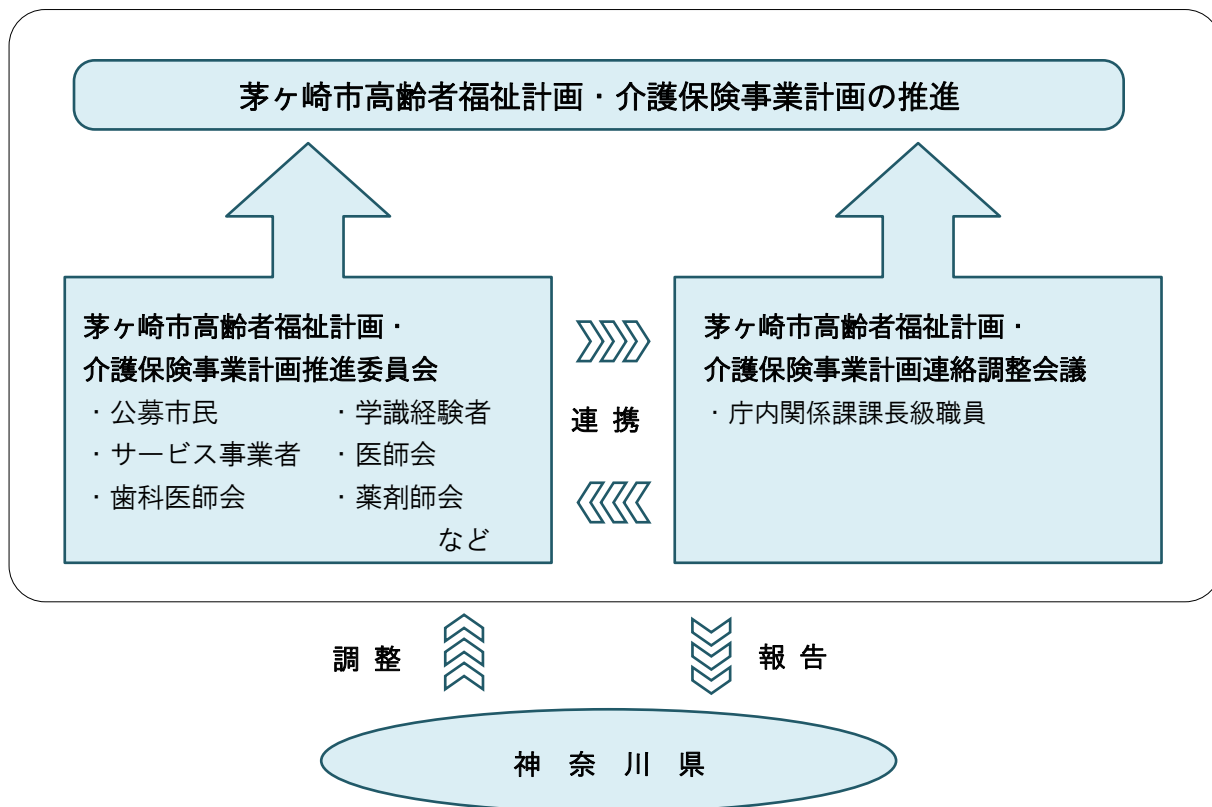 茅ヶ崎市高齢者福祉計画・介護保険事業計画の推進
茅ヶ崎市高齢者福祉計画・
介護保険事業計画推進委員会
・公募市民　・学識経験者
・サービス事業者　・医師会
・歯科医師会　・薬剤師会
など
連携
茅ヶ崎市高齢者福祉計画・
介護保険事業計画連絡調整会議
・庁内関係課課長級職員
調整
報告
神奈川県